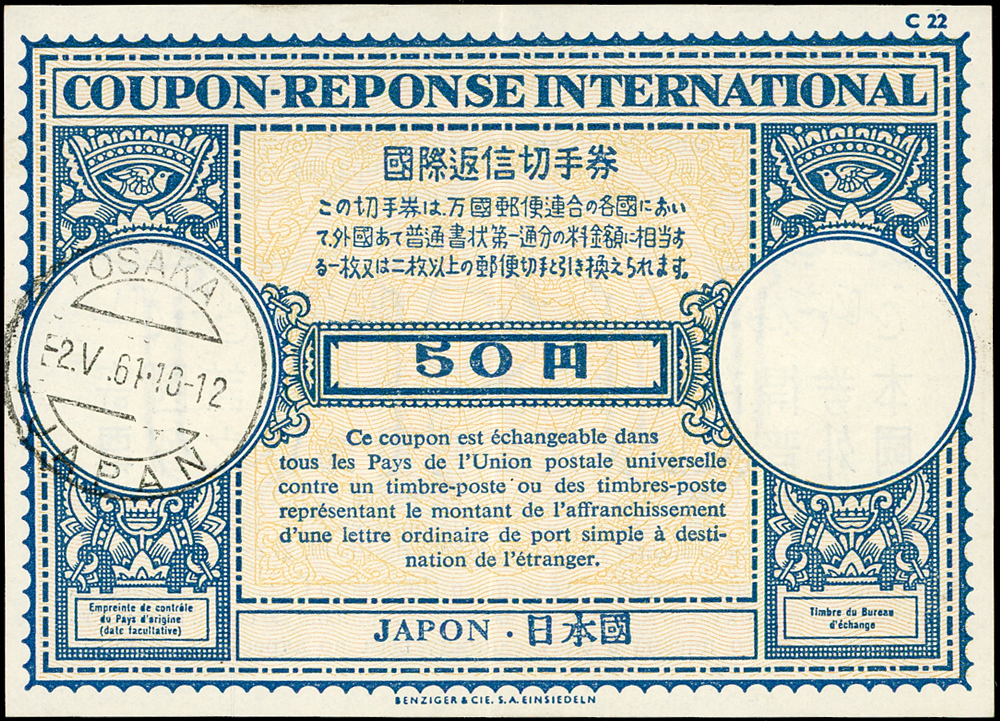 C 22
COUPON-REPONSE INTERNATIONAL
國際返信切手券
この切手券は、万國郵便連合の各國におい
て、外國あて普通書状第一通分の料金額に相当す
る一枚又は二枚以上の郵便切手と引き換えられます。
OSAKA
2.V.61.10-12
JAPAN
50円
Ce coupon est échangeable dans
tous les Pays de l'Union postale universelle
contre un timbre-poste ou des timbres-poste
représentant le montant de l'affranchissement
d'une lettre ordinaire de port simple à desti-
nation de l'étranger.
Empreinte de contrôle
du Pays d'origine
(date facultative)
Timbre du Bureau
d'échange
JAPON · 日本國
BENZIGER & CIE. S.A. EINSIEDELN